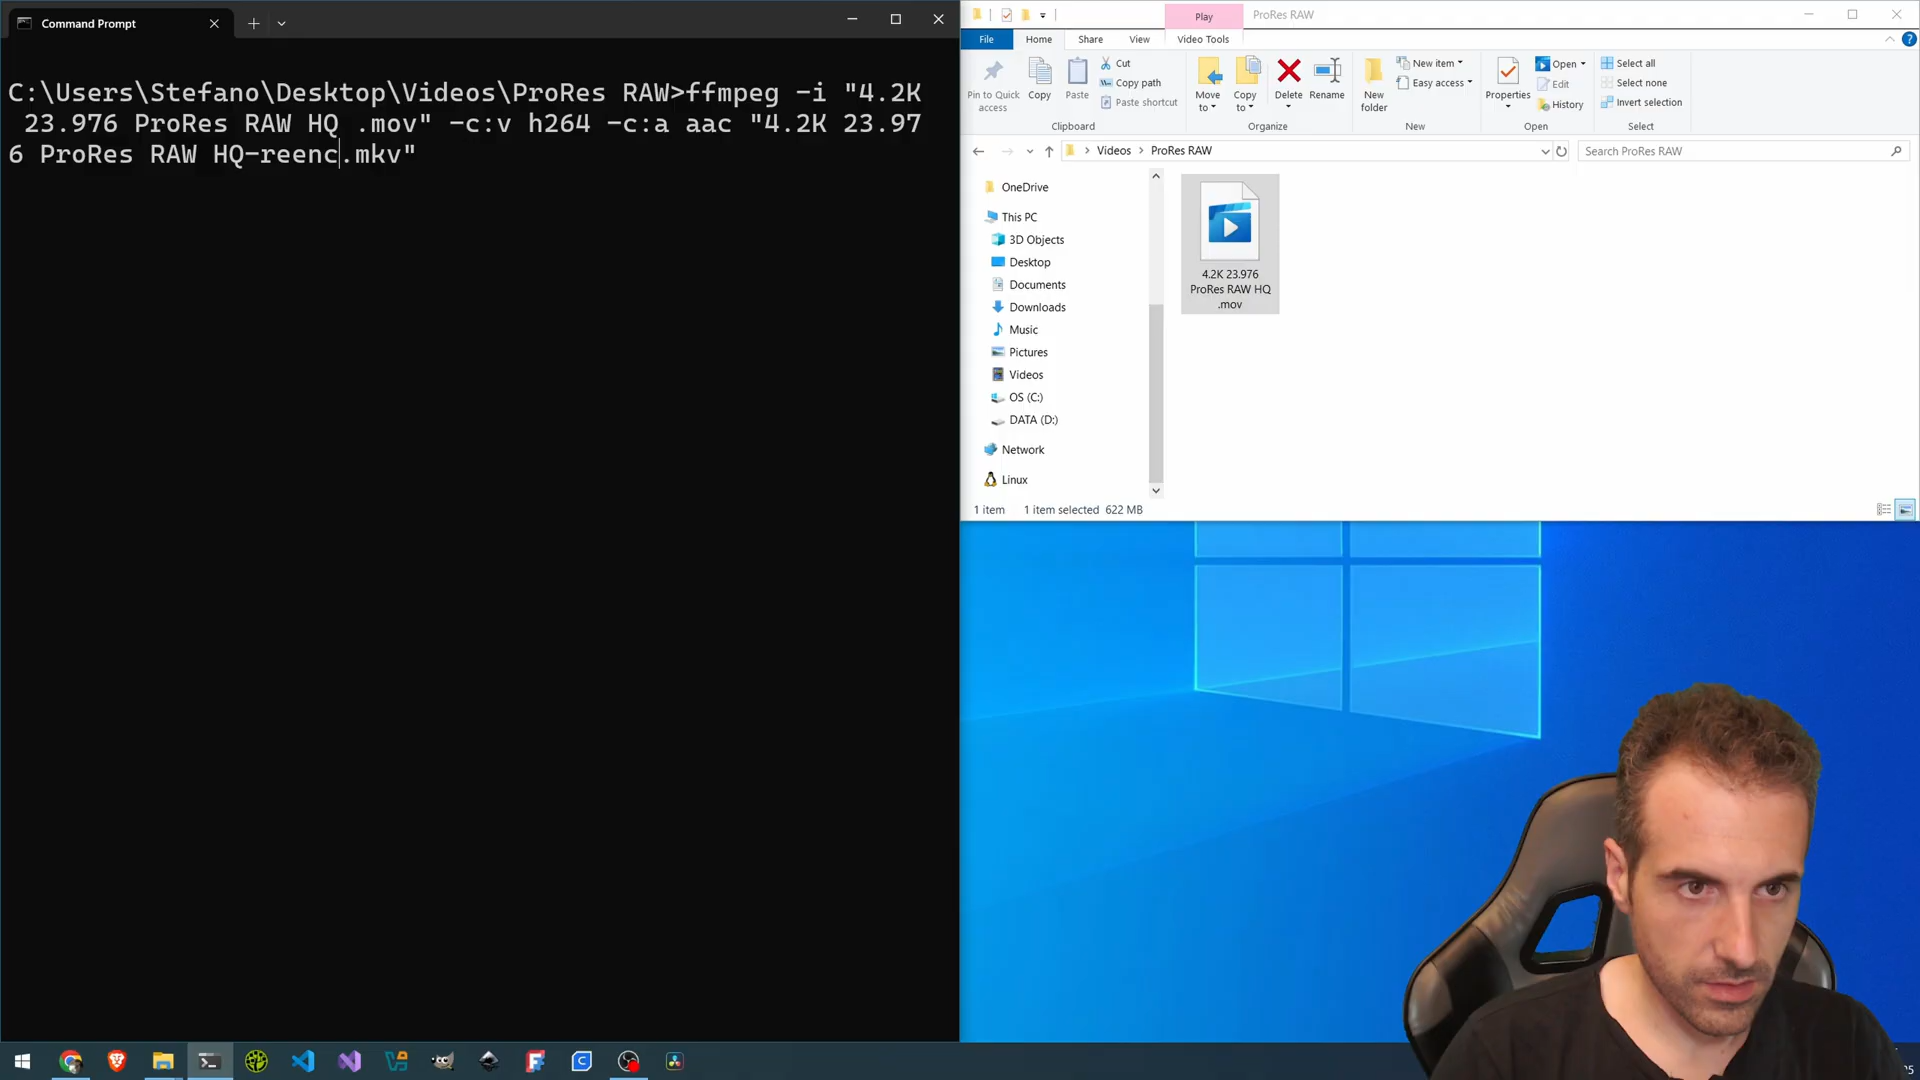 Command Prompt
C:\Users\Stefano\Desktop\Videos\ProRes RAW>ffmpeg -i "4.2K
23.976 ProRes RAW HQ .mov" -c:v h264 -c:a aac "4.2K 23.97
6 ProRes RAW HQ-reenc.mkv"
Play
ProRes RAW
File
Home
Share
View
Video Tools
Pin to Quick
access
Copy
Paste
Cut
Copy path
Paste shortcut
Clipboard
Move
to
Copy
to
Delete
Rename
Organize
New
folder
New item
Easy access
New
Properties
Open
Edit
History
Open
Select all
Select none
Invert selection
Select
Videos
ProRes RAW
Search ProRes RAW
OneDrive
This PC
3D Objects
Desktop
Documents
Downloads
Music
Pictures
Videos
OS (C:)
DATA (D:)
Network
Linux
4.2K 23.976
ProRes RAW HQ
.mov
1 item
1 item selected 622 MB